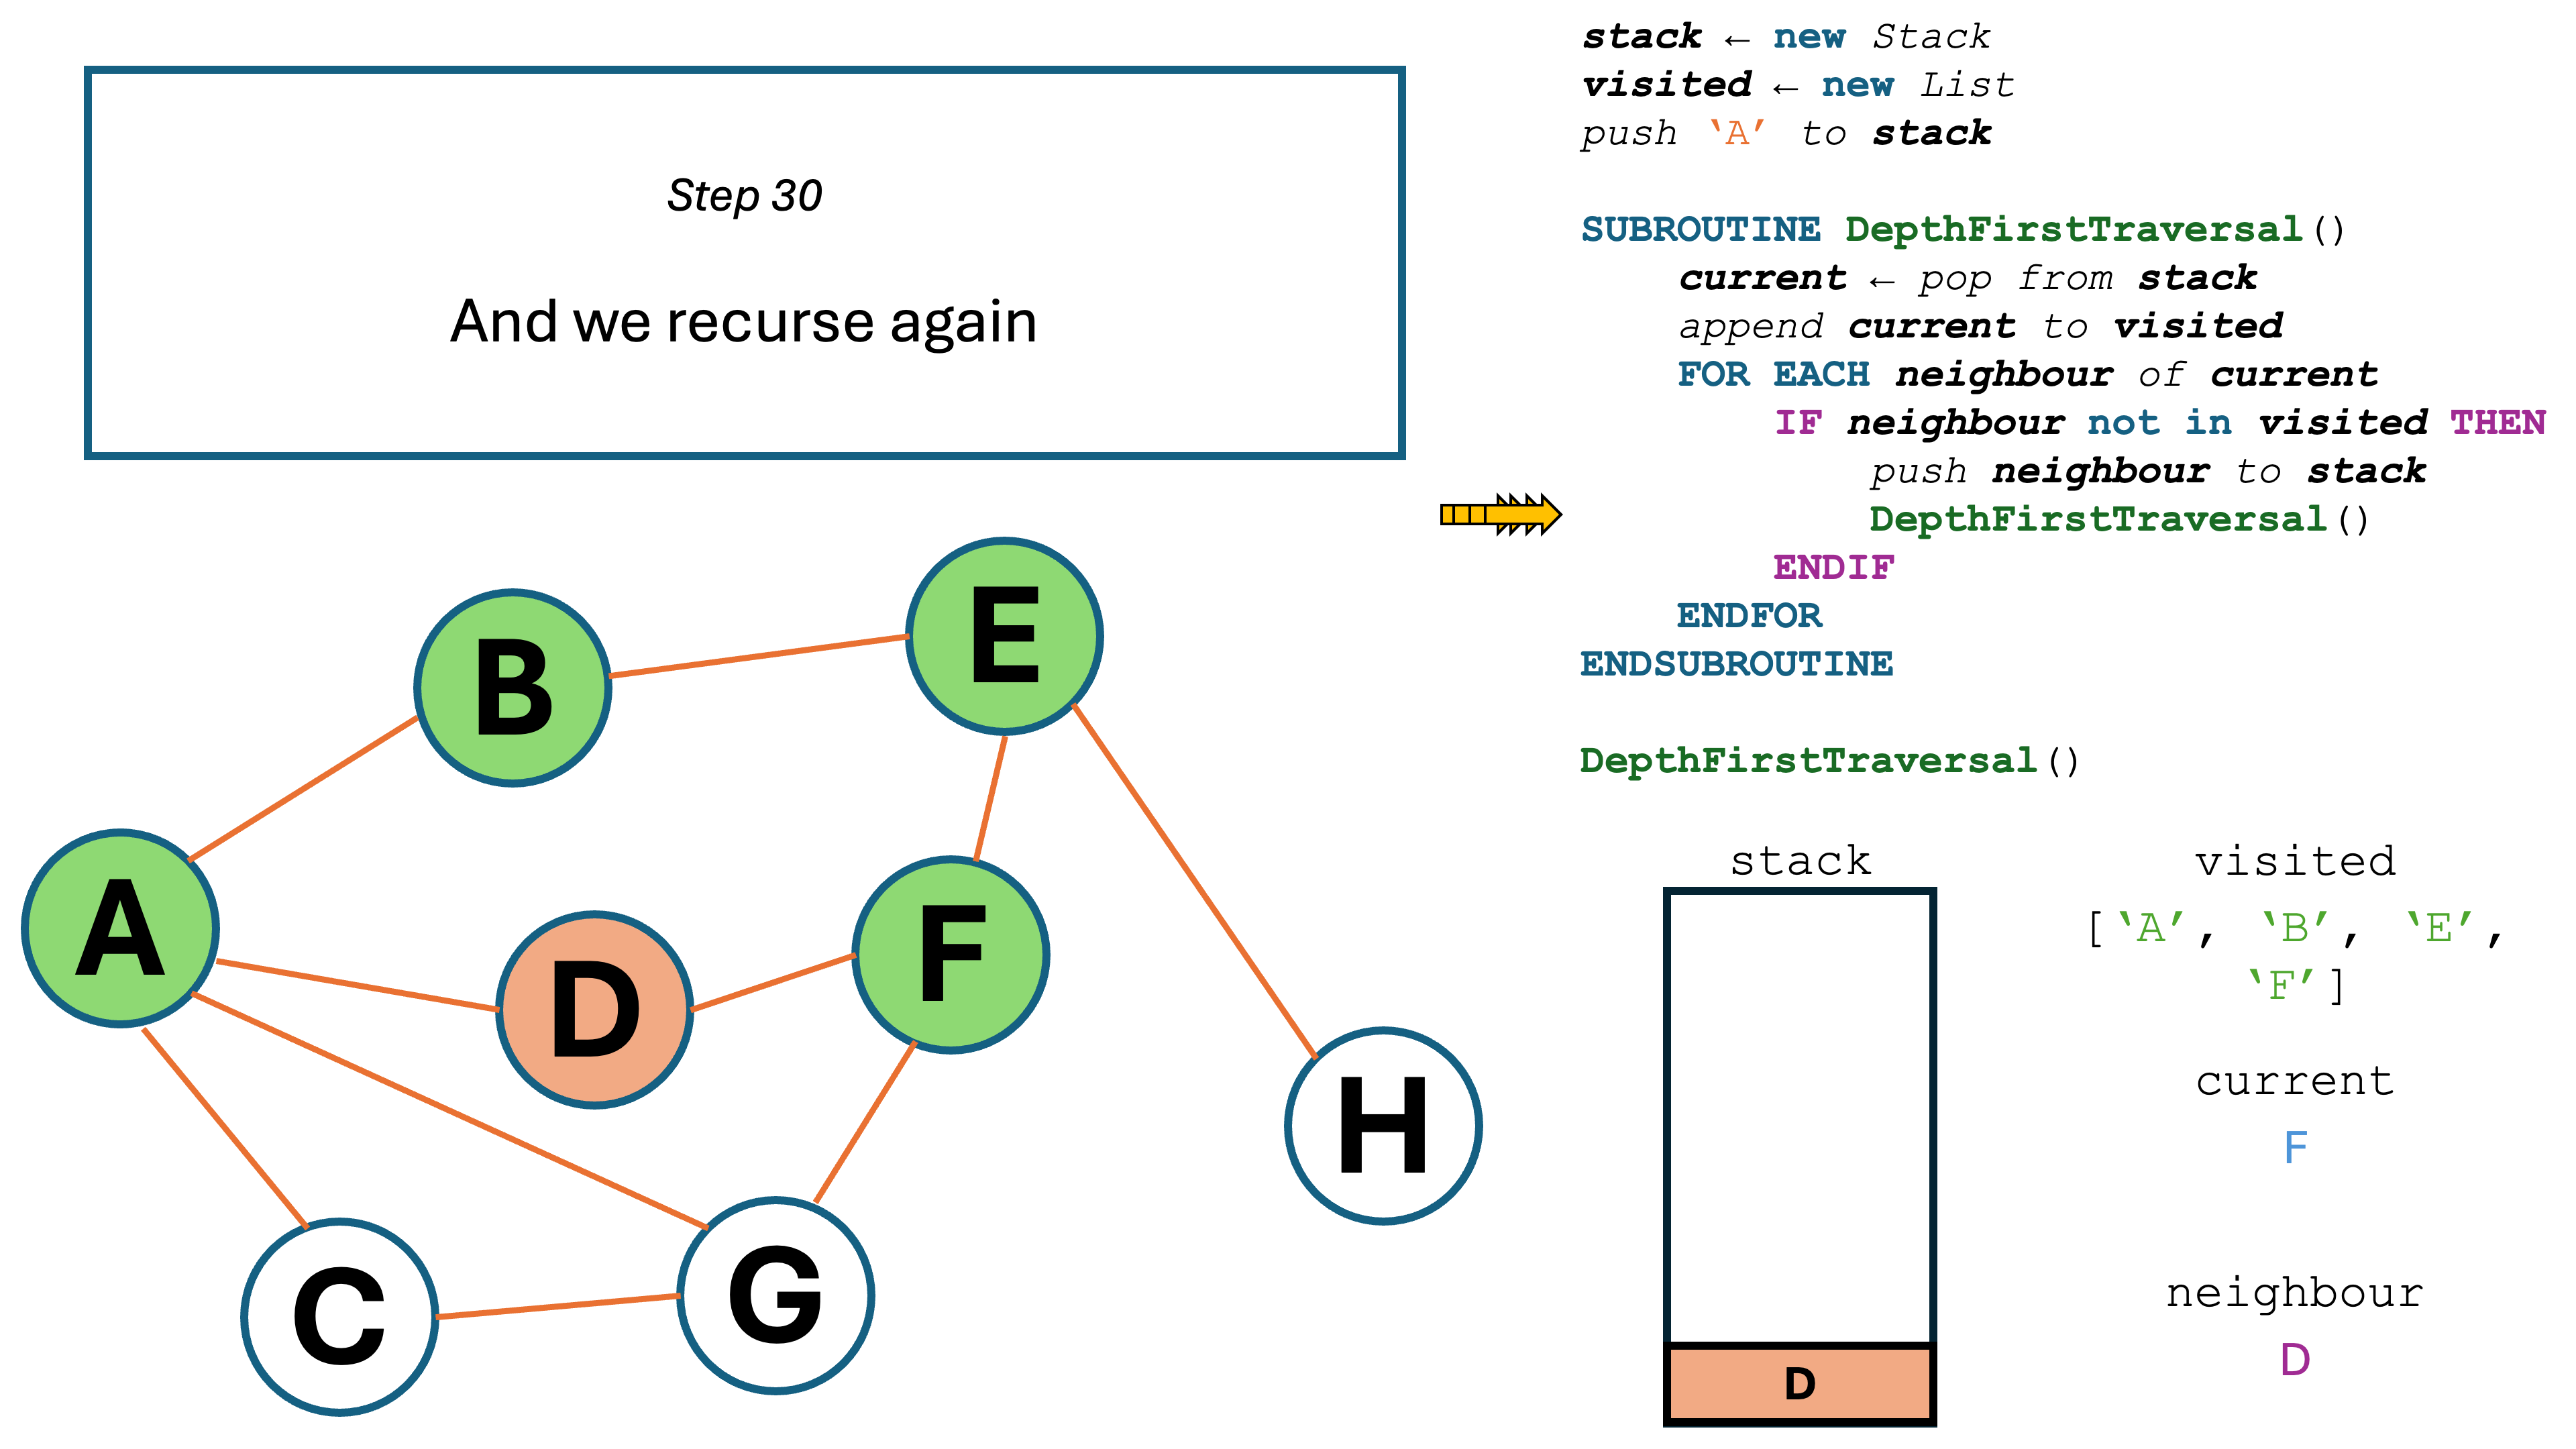 Step 30
And we recurse again
stack ← new Stack
visited ← new List
push ‘A’ to stack
SUBROUTINE DepthFirstTraversal()
current ← pop from stack
append current to visited
FOR EACH neighbour of current
IF neighbour not in visited THEN
push neighbour to stack
DepthFirstTraversal()
ENDIF
ENDFOR
ENDSUBROUTINE
DepthFirstTraversal()
B
E
A
D
F
H
C
G
stack
D
visited
[‘A’, ‘B’, ‘E’,
‘F’]
current
F
neighbour
D